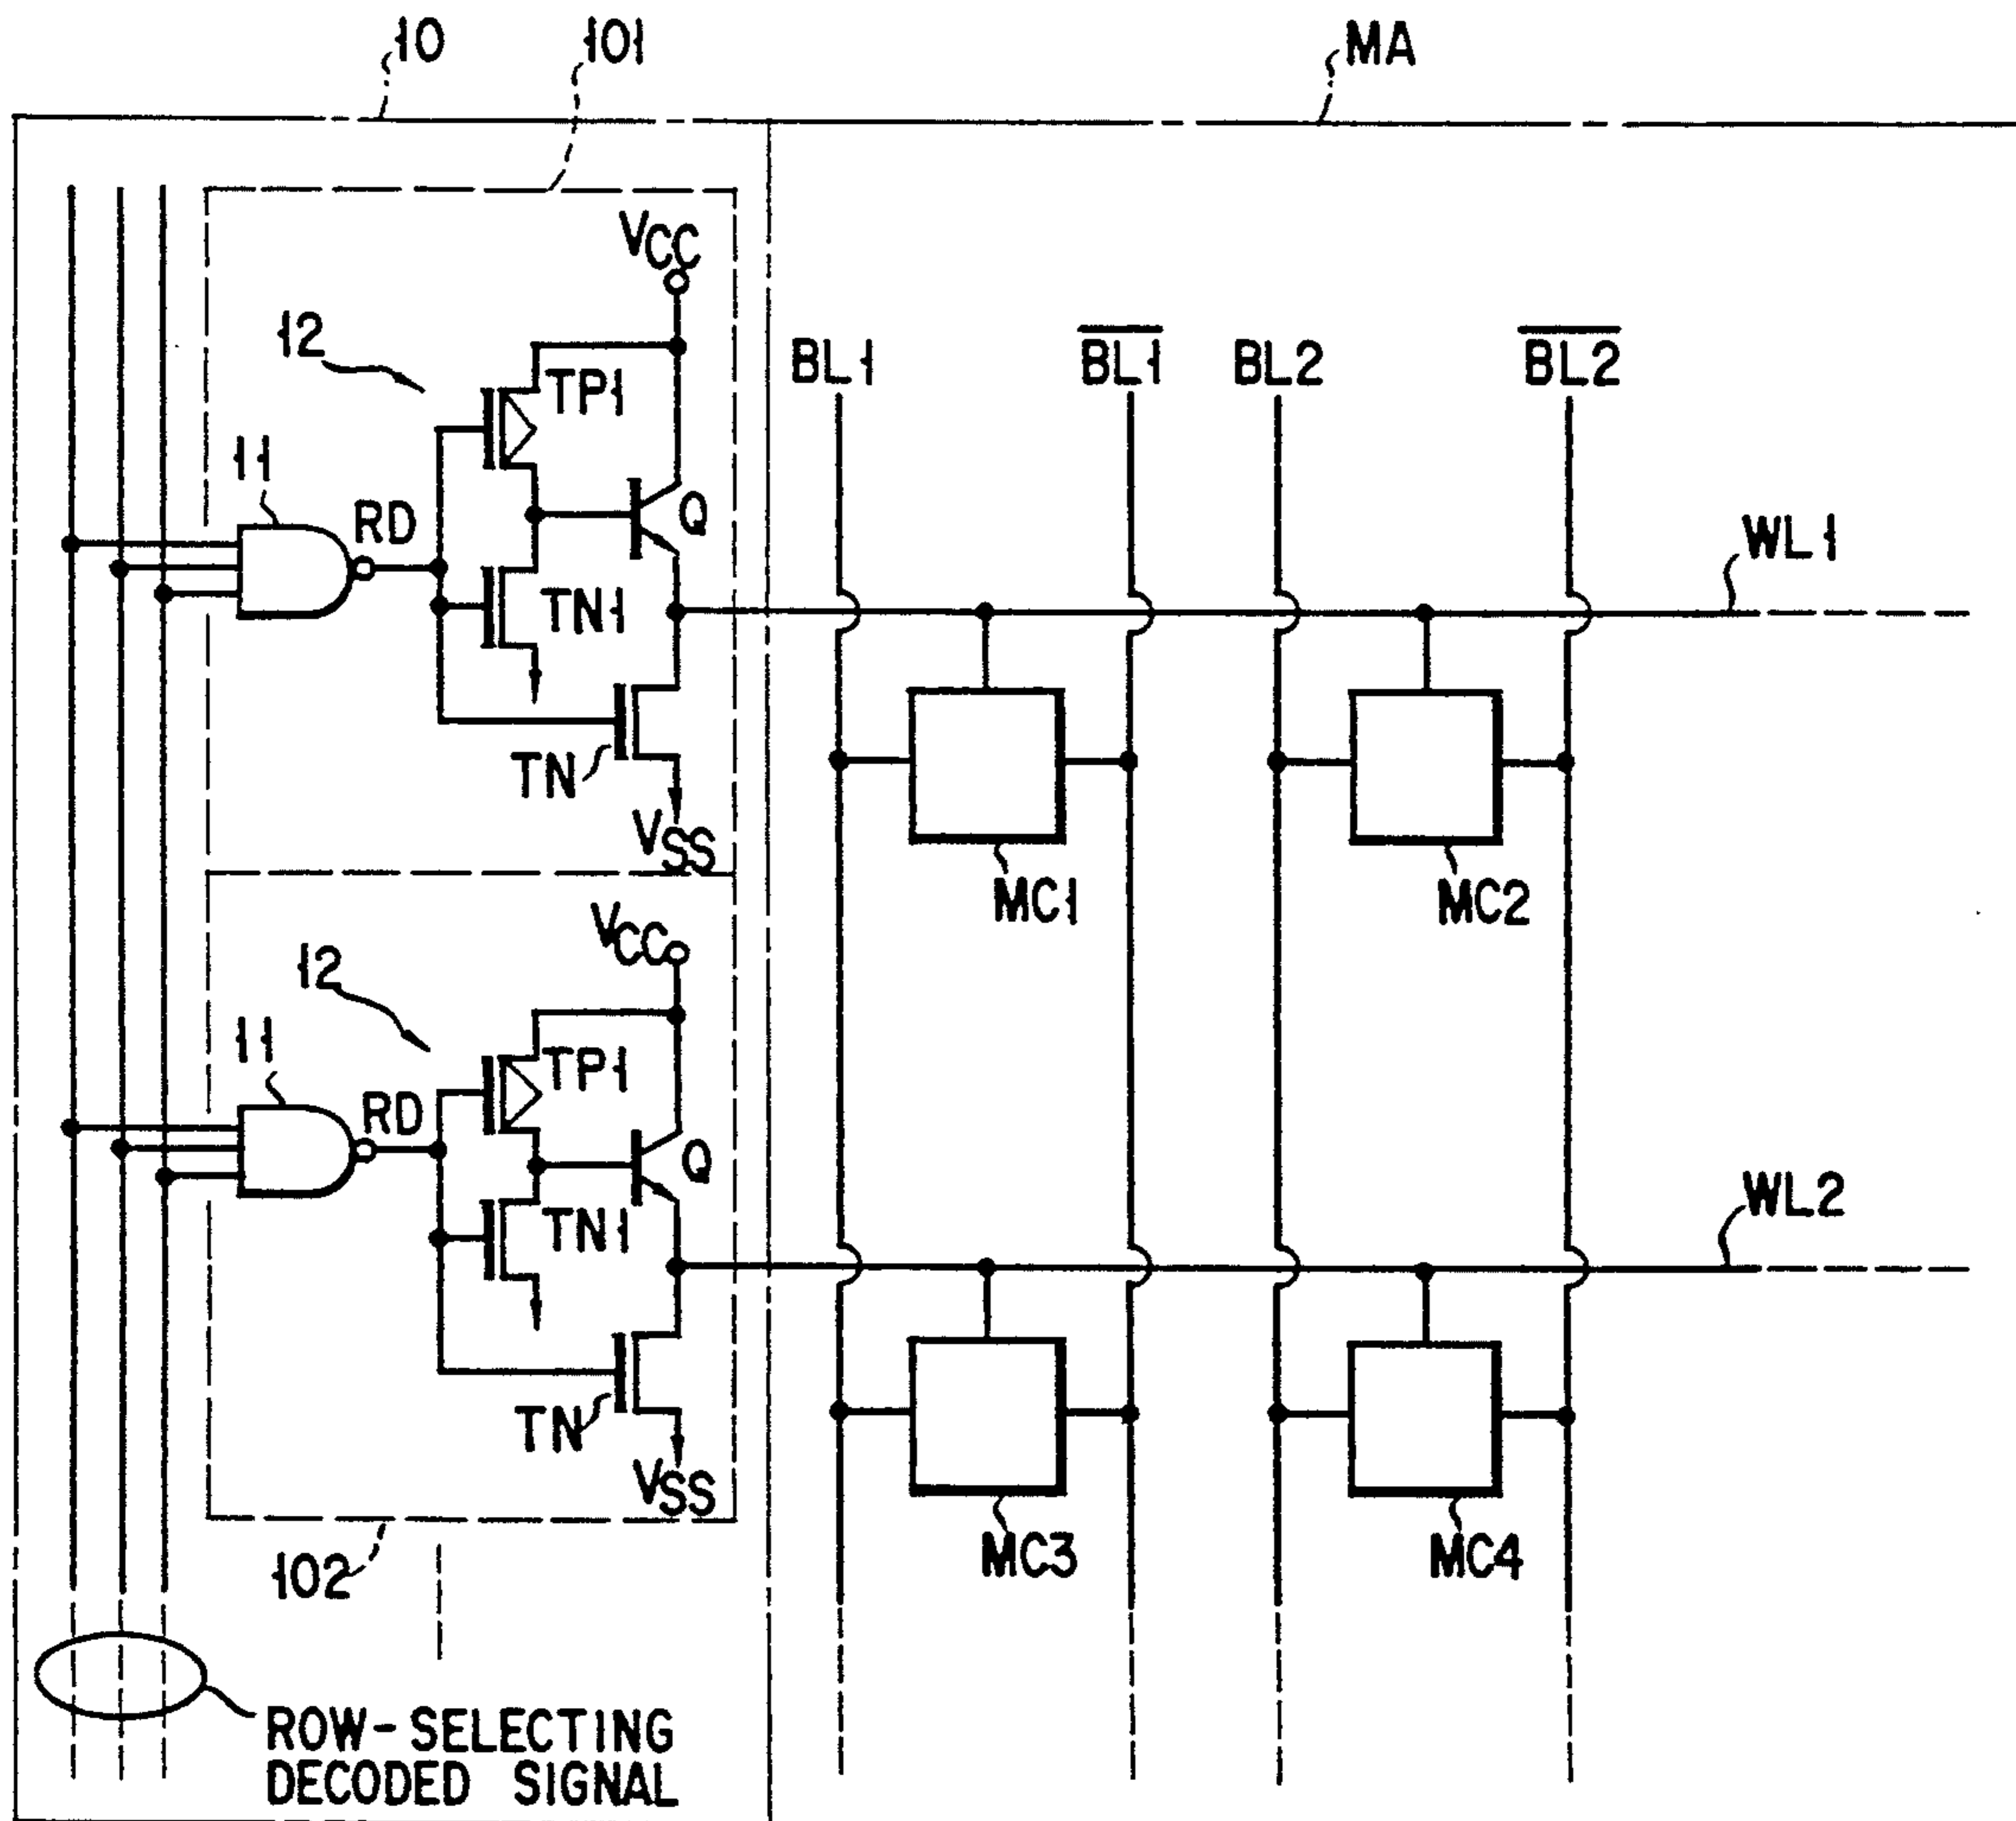 10
101
MA
VCC
12
TP1
BL1
BL1
BL2
BL2
11
RD
Q
WL1
TN1
TN
VSS
MC1
MC2
VCC
12
11
TP1
RD
Q
TN1
WL2
TN
VSS
MC3
MC4
102
ROW-SELECTING
DECODED SIGNAL